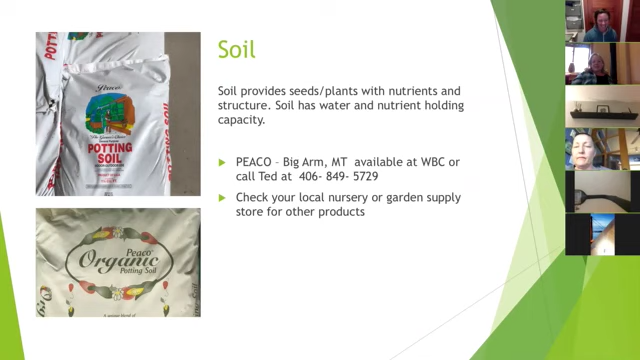 Soil
Soil provides seeds/plants with nutrients and
structure. Soil has water and nutrient holding
capacity.
PEACO – Big Arm, MT available at WBC or
call Ted at 406- 849- 5729
Check your local nursery or garden supply
store for other products
POTTING
SOIL
POTTING SOIL
Peaco
Organic
Potting Soil